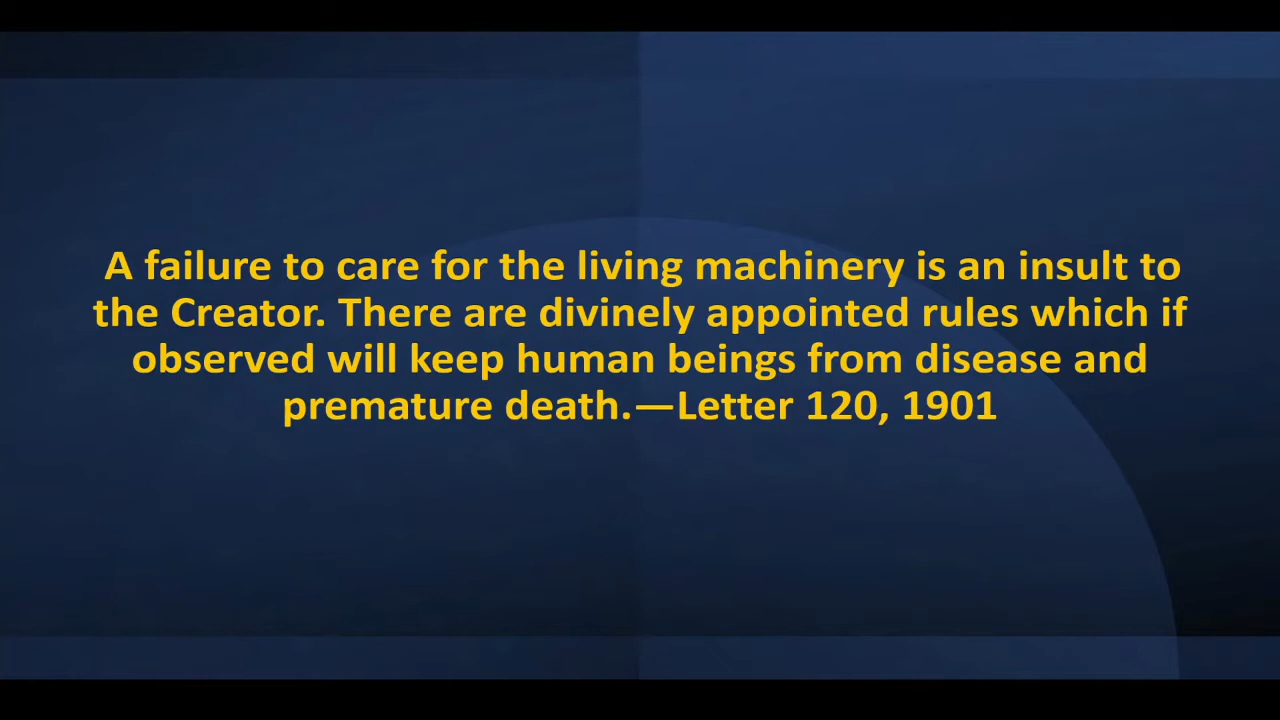 A failure to care for the living machinery is an insult to
the Creator. There are divinely appointed rules which if
observed will keep human beings from disease and
premature death.—Letter 120, 1901